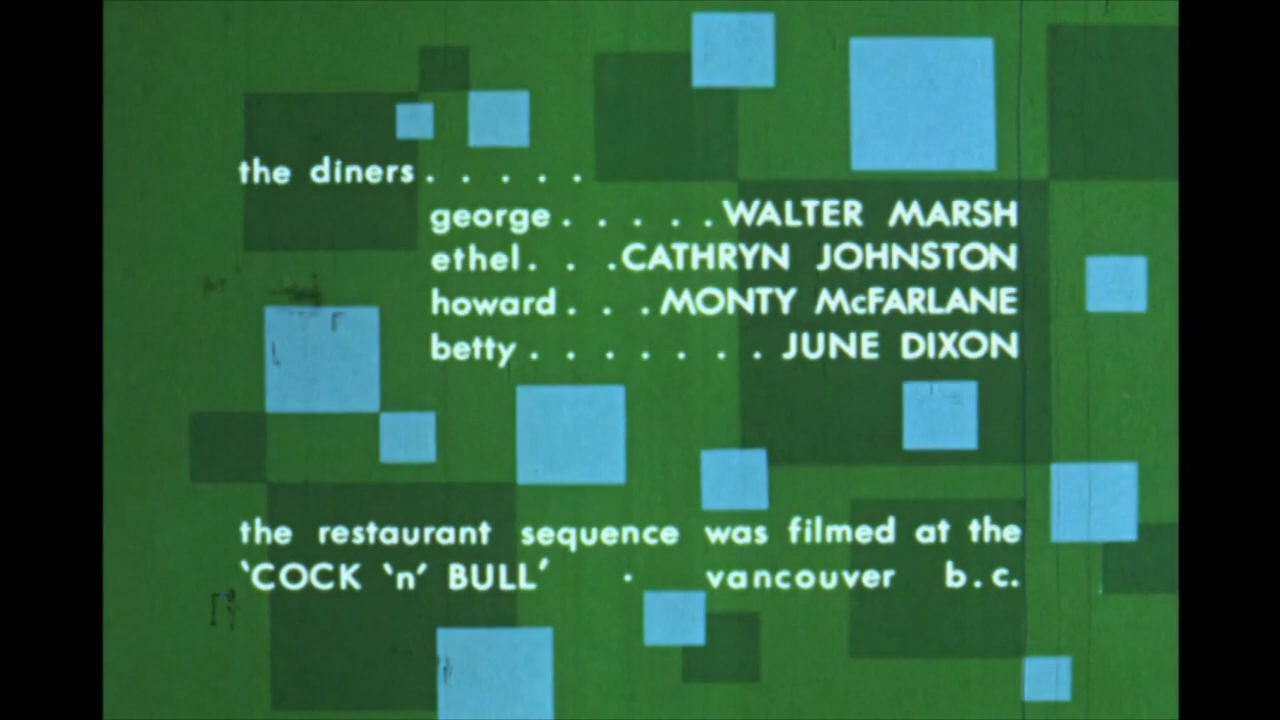 the diners. . . . .
george. . . . .WALTER MARSH
ethel. . .CATHRYN JOHNSTON
howard. . .MONTY McFARLANE
betty. . . . . . .JUNE DIXON
the restaurant sequence was filmed at the
‘COCK ‘n’ BULL’ · vancouver b.c.